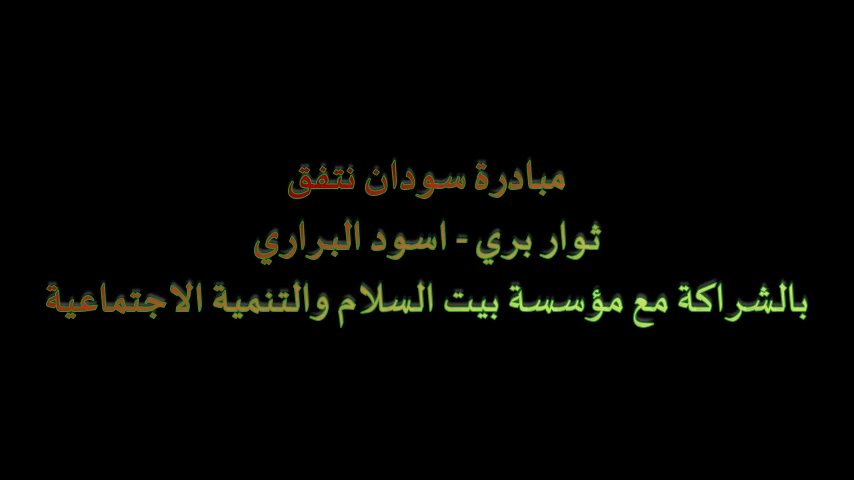 مبادرة سودان نتفق
ثوار بري - اسود البراري
بالشراكة مع مؤسسة بيت السلام والتنمية الاجتماعية